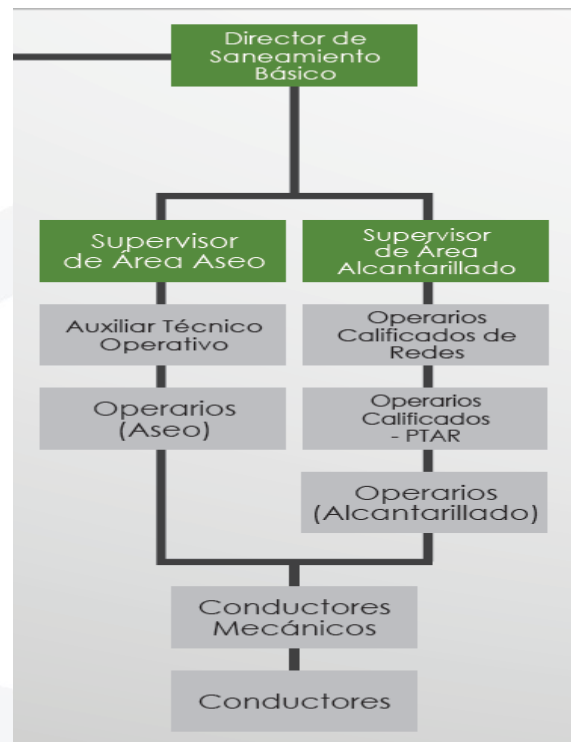 Director de
Saneamiento
Básico
Supervisor
de Área Aseo
Supervisor
de Área
Alcantarillado
Auxiliar Técnico
Operativo
Operarios
Calificados de
Redes
Operarios
(Aseo)
Operarios
Calificados
- PTAR
Operarios
(Alcantarillado)
Conductores
Mecánicos
Conductores